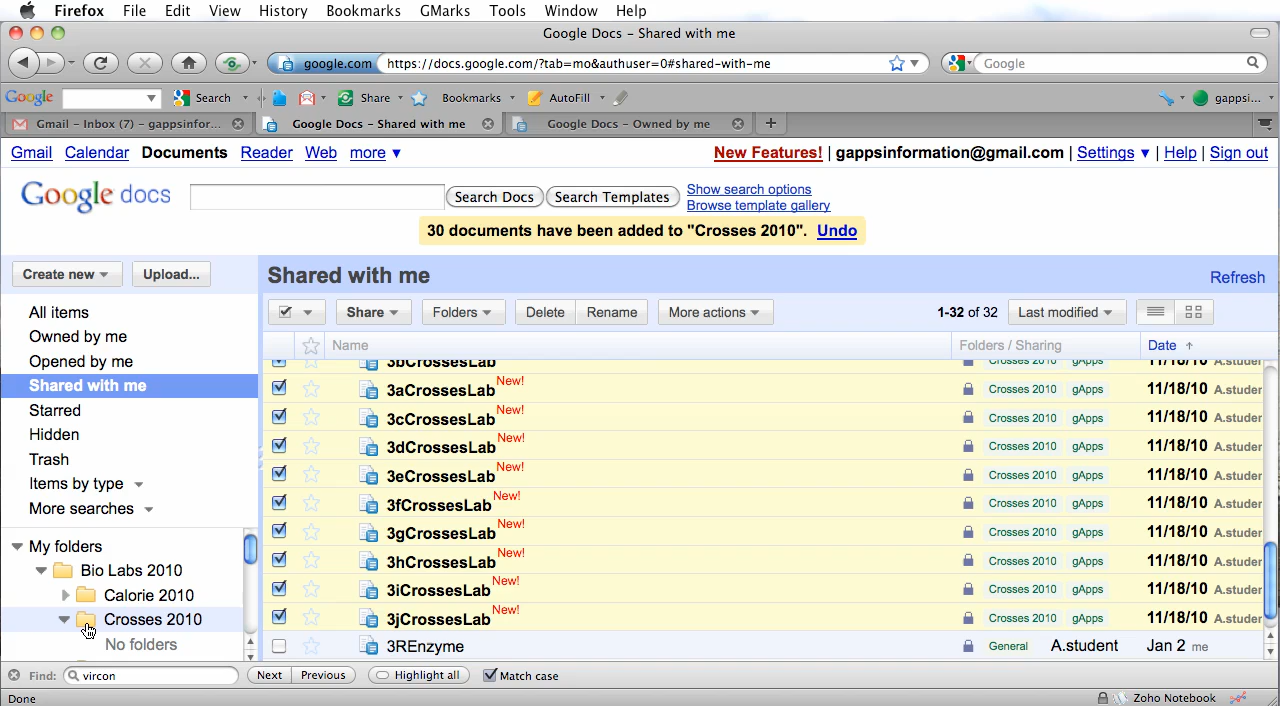 Firefox File Edit View History Bookmarks GMarks Tools Window Help
Google Docs - Shared with me
google.com https://docs.google.com/?tab=mo&authuser=0#shared-with-me Google
Google Search Share Bookmarks AutoFill gappsi...
Gmail - Inbox (7) - gappsinfor... Google Docs - Shared with me Google Docs - Owned by me +
Gmail Calendar Documents Reader Web more ▼ New Features! | gappsinformation@gmail.com | Settings ▼ | Help | Sign out
Google docs Search Docs Search Templates Show search options
Browse template gallery
30 documents have been added to "Crosses 2010". Undo
Create new Upload... Shared with me Refresh
Share Folders Delete Rename More actions 1-32 of 32 Last modified
Name Folders / Sharing Date
All items
Owned by me
Opened by me
Shared with me
Starred
Hidden
Trash
Items by type
More searches
My folders
Bio Labs 2010
Calorie 2010
Crosses 2010
No folders
3bCrossesLab Crosses 2010 gApps 11/18/10 A.studer
3aCrossesLab New! Crosses 2010 gApps 11/18/10 A.studer
3cCrossesLab New! Crosses 2010 gApps 11/18/10 A.studer
3dCrossesLab New! Crosses 2010 gApps 11/18/10 A.studer
3eCrossesLab New! Crosses 2010 gApps 11/18/10 A.studer
3fCrossesLab New! Crosses 2010 gApps 11/18/10 A.studer
3gCrossesLab New! Crosses 2010 gApps 11/18/10 A.studer
3hCrossesLab New! Crosses 2010 gApps 11/18/10 A.studer
3iCrossesLab New! Crosses 2010 gApps 11/18/10 A.studer
3jCrossesLab New! Crosses 2010 gApps 11/18/10 A.studer
3REnzyme General A.student Jan 2 me
Find: vircon Next Previous Highlight all Match case
Done Zoho Notebook